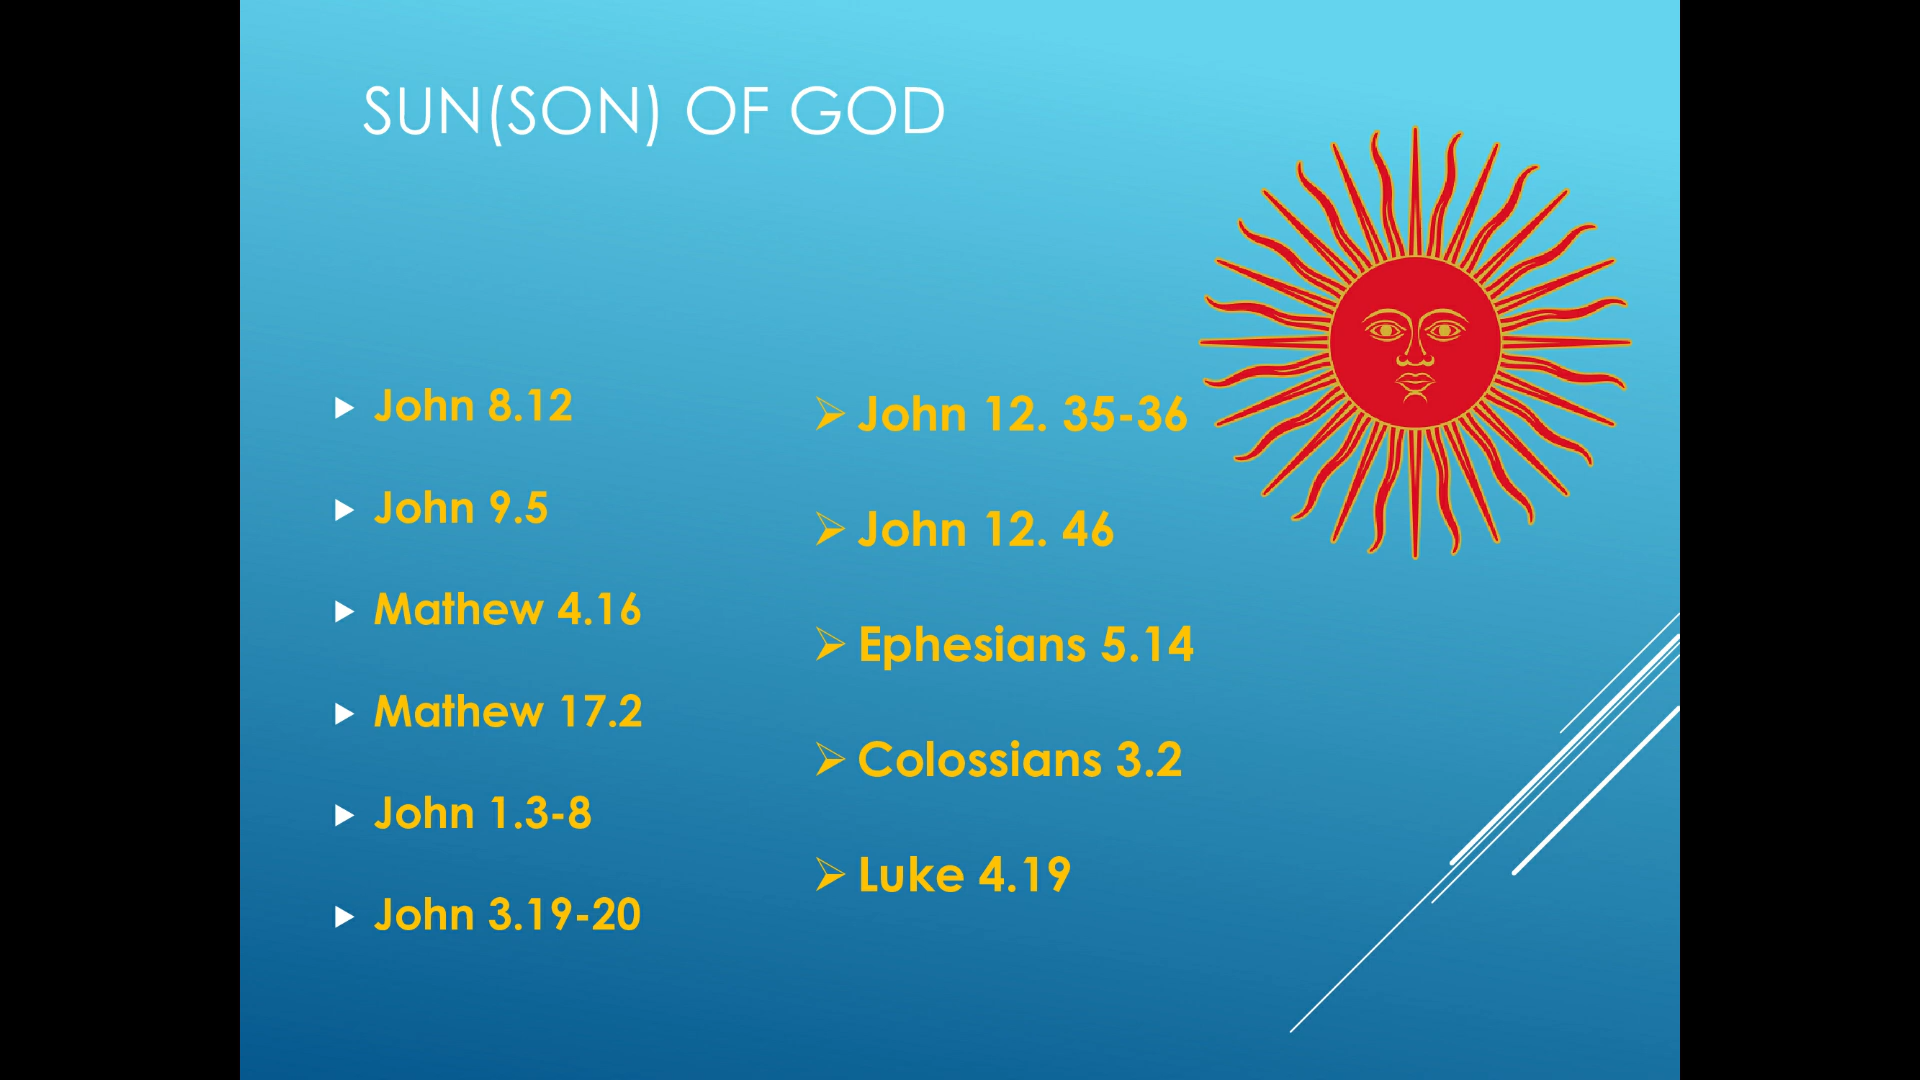 SUN(SON) OF GOD
John 8.12
John 9.5
Mathew 4.16
Mathew 17.2
John 1.3-8
John 3.19-20
John 12. 35-36
John 12. 46
Ephesians 5.14
Colossians 3.2
Luke 4.19